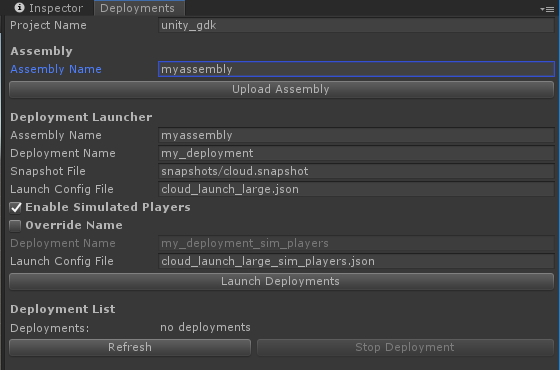 Inspector Deployments
Project Name unity_gdk
Assembly
Assembly Name myassembly
Upload Assembly
Deployment Launcher
Assembly Name myassembly
Deployment Name my_deployment
Snapshot File snapshots/cloud.snapshot
Launch Config File cloud_launch_large.json
Enable Simulated Players
Override Name
Deployment Name my_deployment_sim_players
Launch Config File cloud_launch_large_sim_players.json
Launch Deployments
Deployment List
Deployments: no deployments
Refresh Stop Deployment